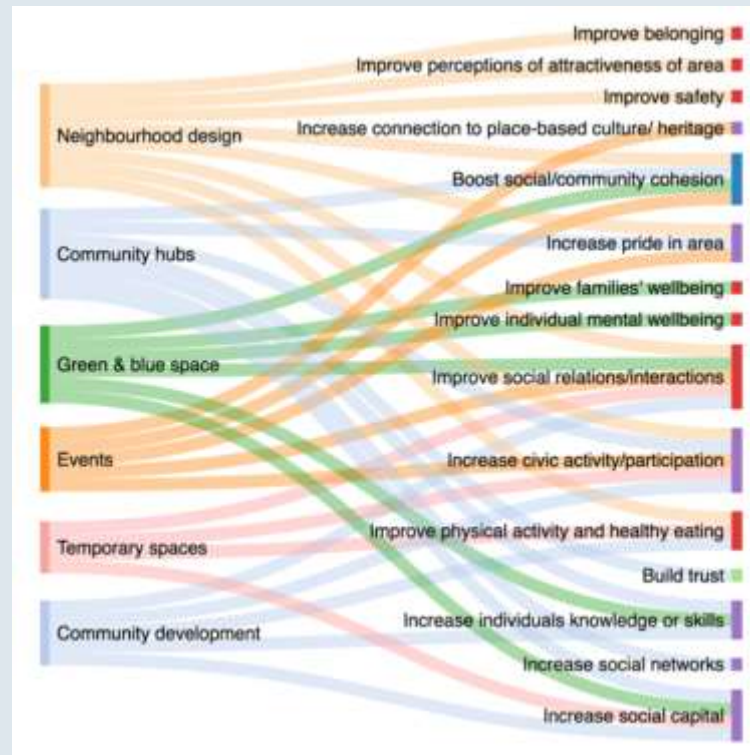 Neighbourhood design
Community hubs
Green & blue space
Events
Temporary spaces
Community development
Improve belonging
Improve perceptions of attractiveness of area
Improve safety
Increase connection to place-based culture/ heritage
Boost social/community cohesion
Increase pride in area
Improve families' wellbeing
Improve individual mental wellbeing
Improve social relations/interactions
Increase civic activity/participation
Improve physical activity and healthy eating
Build trust
Increase individuals knowledge or skills
Increase social networks
Increase social capital